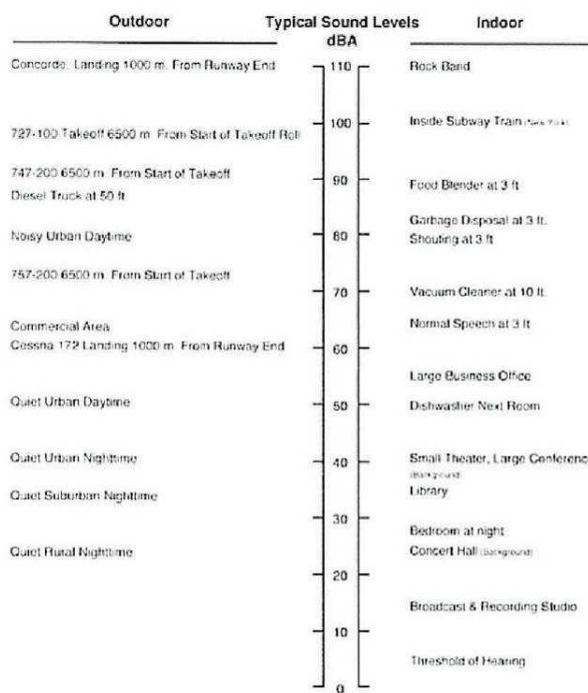 Outdoor Typical Sound Levels Indoor
dBA
Concorde, Landing 1000 m. From Runway End 110 Rock Band
100 Inside Subway Train (New York)
727-100 Takeoff 6500 m. From Start of Takeoff Roll
747-200 6500 m. From Start of Takeoff
90 Food Blender at 3 ft.
Diesel Truck at 50 ft
Garbage Disposal at 3 ft.
Noisy Urban Daytime 80 Shouting at 3 ft
757-200 6500 m. From Start of Takeoff
70 Vacuum Cleaner at 10 ft.
Commercial Area Normal Speech at 3 ft
Cessna 172 Landing 1000 m. From Runway End 60
Large Business Office
Quiet Urban Daytime 50 Dishwasher Next Room
Quiet Urban Nighttime 40 Small Theater, Large Conference
(Background)
Quiet Suburban Nighttime Library
30
Bedroom at night
Quiet Rural Nighttime Concert Hall (Background)
20
Broadcast & Recording Studio
10
Threshold of Hearing
0